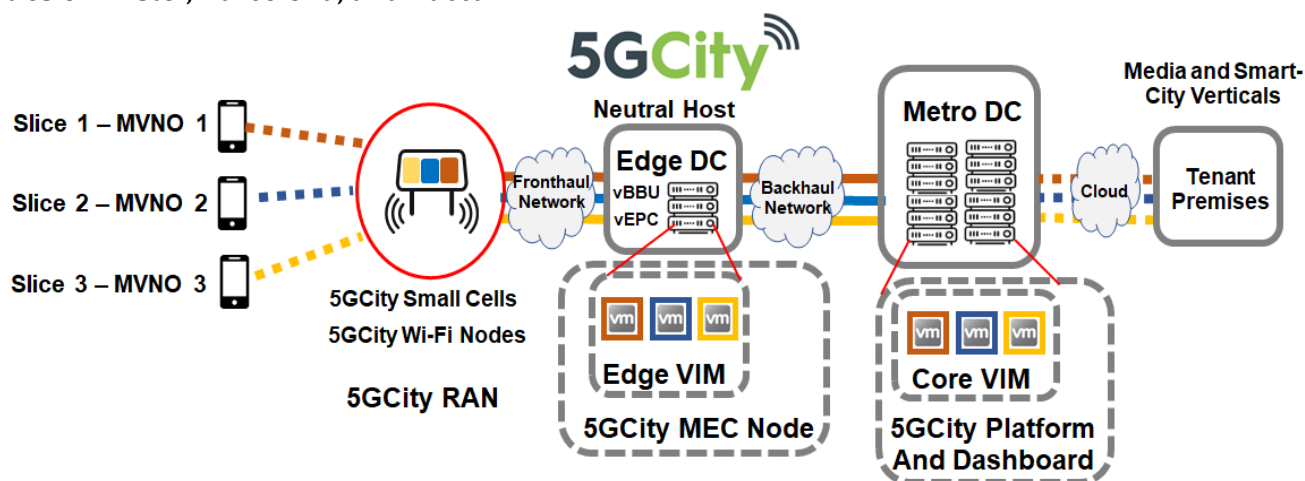 5GCity
Neutral Host
Metro DC
Media and Smart-
City Verticals
Slice 1 – MVNO 1
Slice 2 – MVNO 2
Slice 3 – MVNO 3
Fronthaul
Network
Edge DC
vBBU
vEPC
Backhaul
Network
Cloud
Tenant
Premises
5GCity Small Cells
5GCity Wi-Fi Nodes
5GCity RAN
vm
vm
vm
Edge VIM
5GCity MEC Node
vm
vm
vm
Core VIM
5GCity Platform
And Dashboard